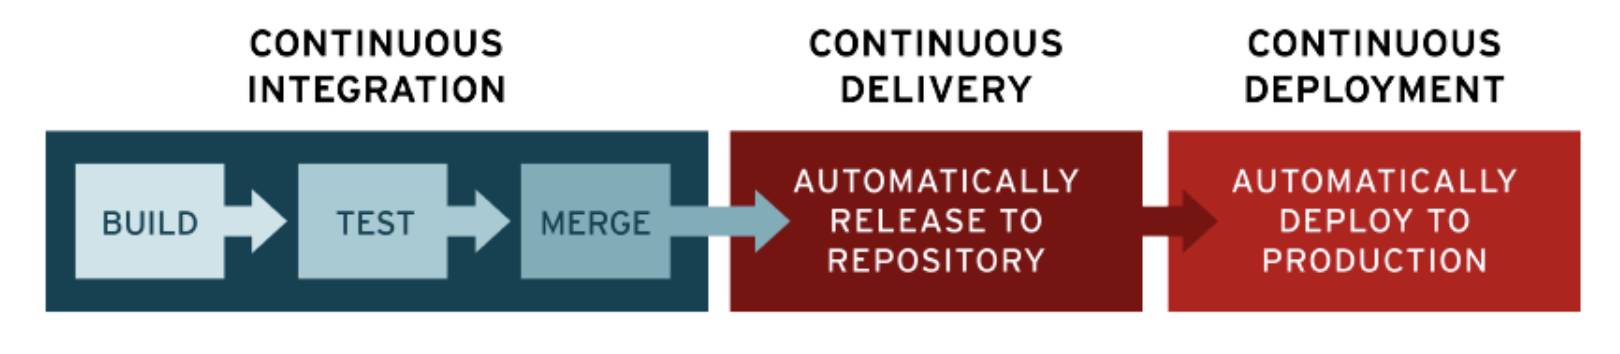 CONTINUOUS
INTEGRATION
CONTINUOUS
DELIVERY
CONTINUOUS
DEPLOYMENT
BUILD
TEST
MERGE
AUTOMATICALLY
RELEASE TO
REPOSITORY
AUTOMATICALLY
DEPLOY TO
PRODUCTION